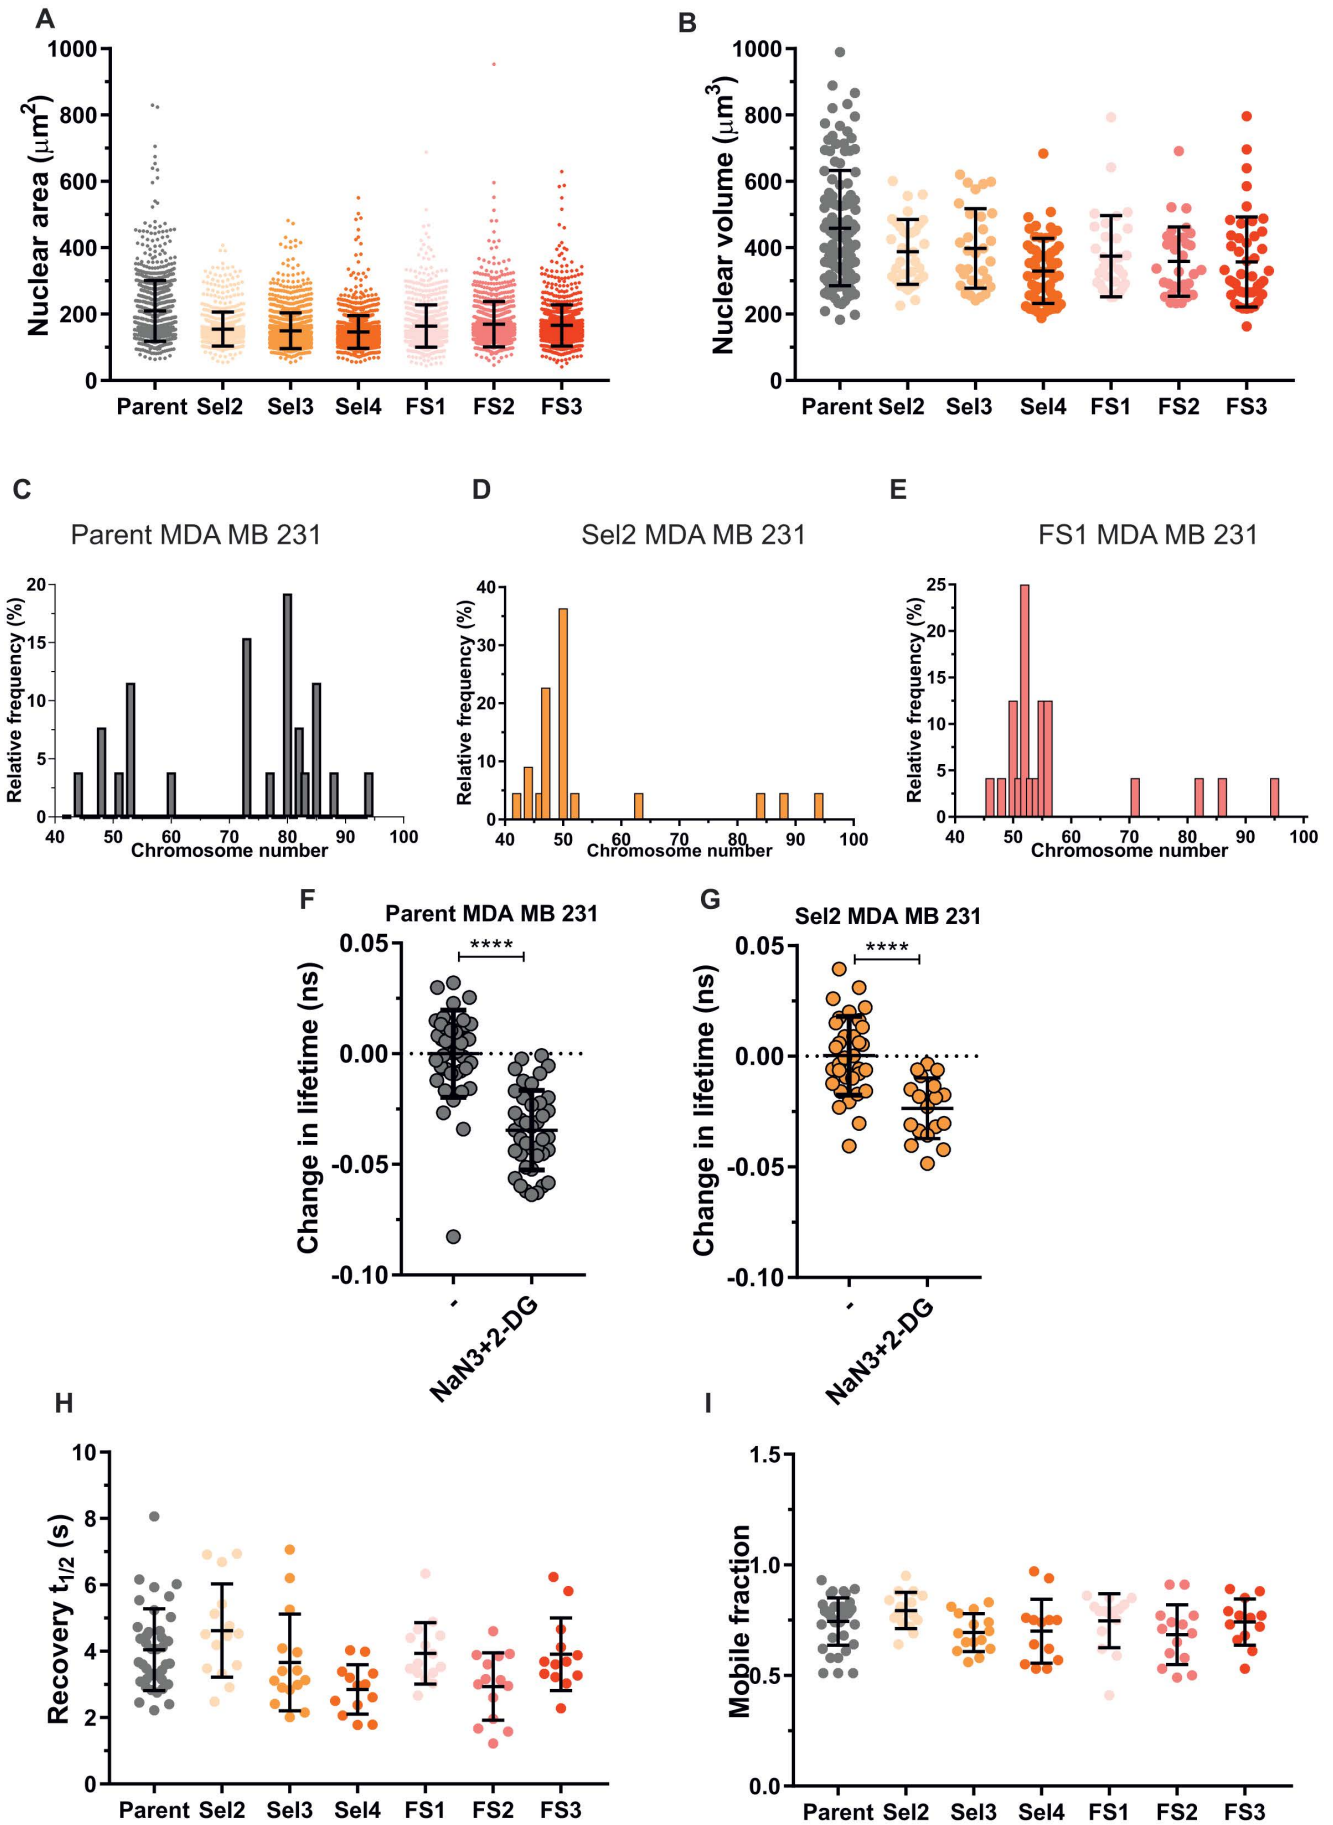 A
B
Nuclear area (μm2)
1000
800
600
400
200
0
Parent Sel2 Sel3 Sel4 FS1 FS2 FS3
Nuclear volume (μm3)
1000
800
600
400
200
0
Parent Sel2 Sel3 Sel4 FS1 FS2 FS3
C
D
E
Parent MDA MB 231
Sel2 MDA MB 231
FS1 MDA MB 231
Relative frequency (%)
20
15
10
5
0
40 50 60 70 80 90 100
Chromosome number
Relative frequency (%)
40
30
20
10
0
40 50 60 70 80 90 100
Chromosome number
Relative frequency (%)
25
20
15
10
5
0
40 50 60 70 80 90 100
Chromosome number
F
Parent MDA MB 231
****
Change in lifetime (ns)
0.05
0.00
-0.05
-0.10
-
NaN3+2-DG
G
Sel2 MDA MB 231
****
Change in lifetime (ns)
0.05
0.00
-0.05
-0.10
-
NaN3+2-DG
H
I
Recovery t1/2 (s)
10
8
6
4
2
0
Parent Sel2 Sel3 Sel4 FS1 FS2 FS3
Mobile fraction
1.5
1.0
0.5
0.0
Parent Sel2 Sel3 Sel4 FS1 FS2 FS3